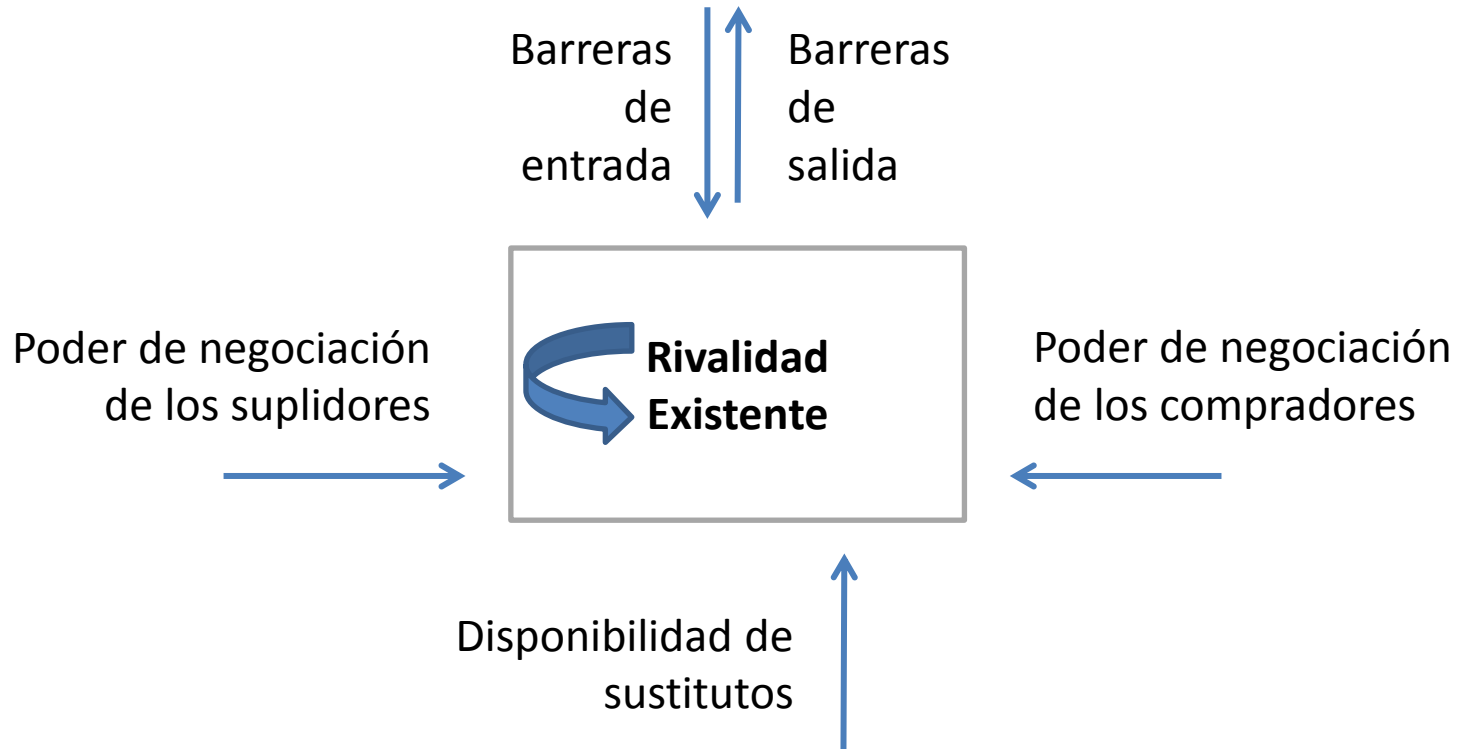 Barreras
de
entrada
Barreras
de
salida
Poder de negociación
de los suplidores
Rivalidad
Existente
Poder de negociación
de los compradores
Disponibilidad de
sustitutos